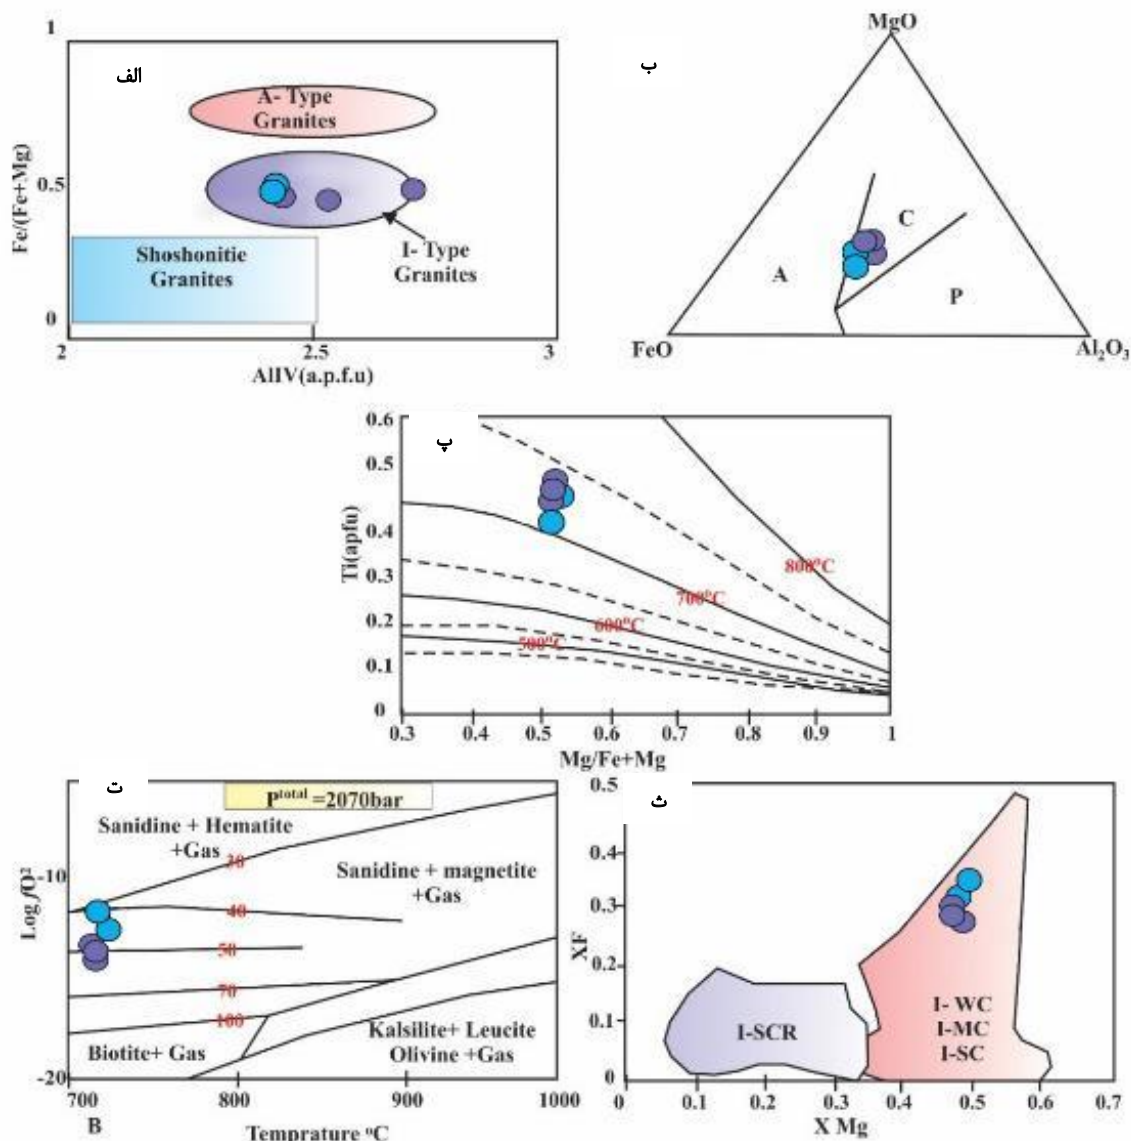 الف
1
A- Type
Granites
Fe/(Fe+Mg)
0.5
Shoshonitie
Granites
I- Type
Granites
0
2
2.5
3
AlIV(a.p.f.u)
ب
MgO
C
A
P
FeO
Al₂O₃
پ
0.6
0.5
0.4
0.3
0.2
0.1
0
Ti(apfu)
800°C
700°C
600°C
500°C
0.3
0.4
0.5
0.6
0.7
0.8
0.9
1
Mg/Fe+Mg
ت
Pᵗᵒᵗᵃˡ =2070bar
Sanidine + Hematite
+Gas
30
Sanidine + magnetite
+Gas
Log fO²
-10
40
50
70
100
Biotite+ Gas
Kalsilite+ Leucite
Olivine +Gas
-20
700
800
900
1000
B
Temprature °C
ث
0.5
0.4
0.3
0.2
0.1
0
XF
I-SCR
I- WC
I-MC
I-SC
0
0.1
0.3
0.3
0.4
0.5
0.6
0.7
X Mg